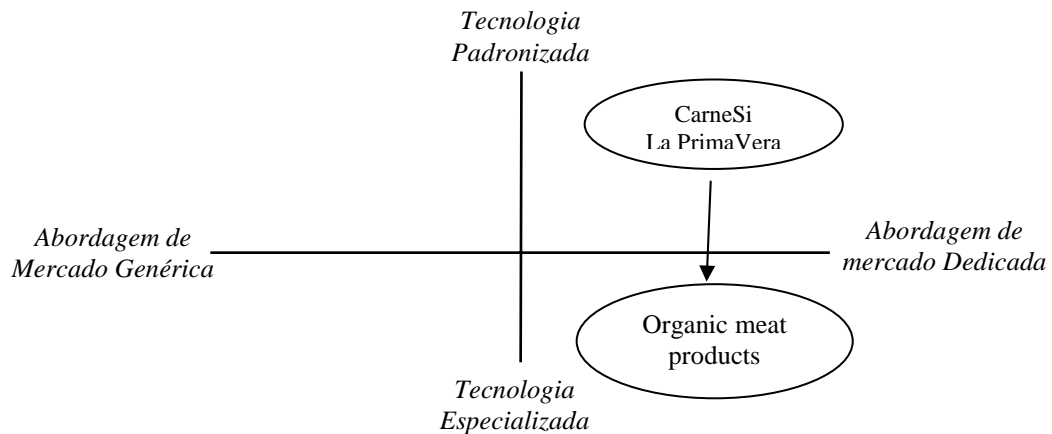 Tecnologia
Padronizada
CarneSi
La PrimaVera
Abordagem de
Mercado Genérica
Abordagem de
mercado Dedicada
Organic meat
products
Tecnologia
Especializada